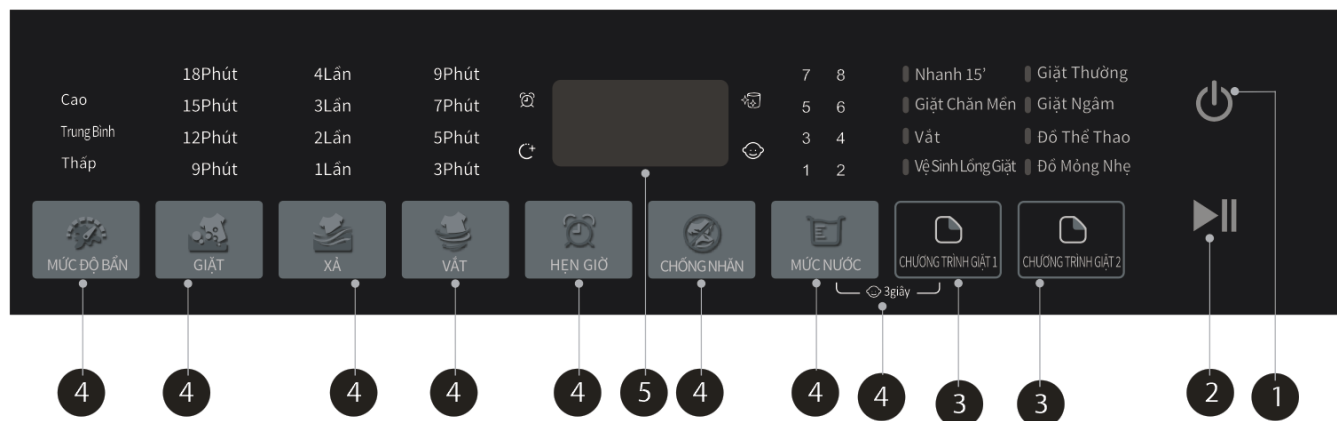 18Phút 4Lần 9Phút 7 8 Nhanh 15’ Giặt Thường
Cao 15Phút 3Lần 7Phút 5 6 Giặt Chăn Mền Giặt Ngâm
Trung Bình 12Phút 2Lần 5Phút 3 4 Vắt Đồ Thể Thao
Thấp 9Phút 1Lần 3Phút 1 2 Vệ Sinh Lồng Giặt Đồ Mỏng Nhẹ
MỨC ĐỘ BẨN GIẶT XẢ VẮT HẸN GIỜ CHỐNG NHĂN MỨC NƯỚC CHƯƠNG TRÌNH GIẶT 1 CHƯƠNG TRÌNH GIẶT 2
3giây
4 4 4 4 4 5 4 4 4 3 3 2 1